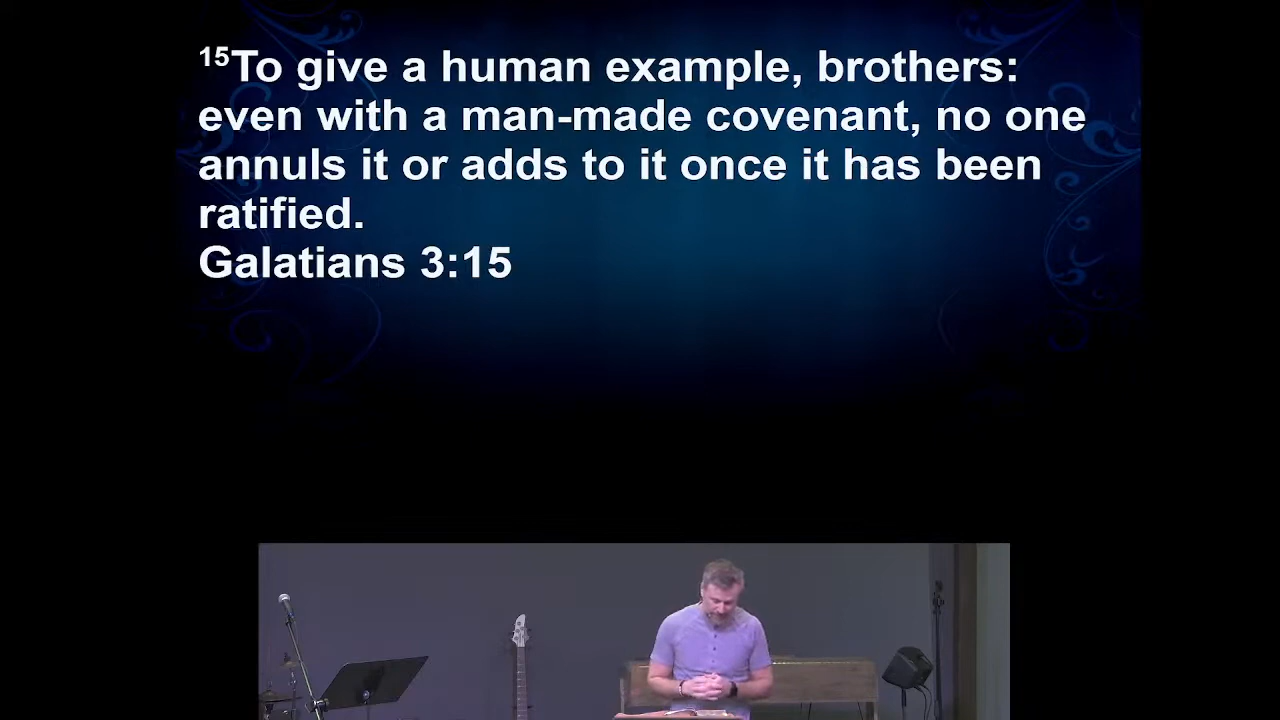 15To give a human example, brothers:
even with a man-made covenant, no one
annuls it or adds to it once it has been
ratified.
Galatians 3:15